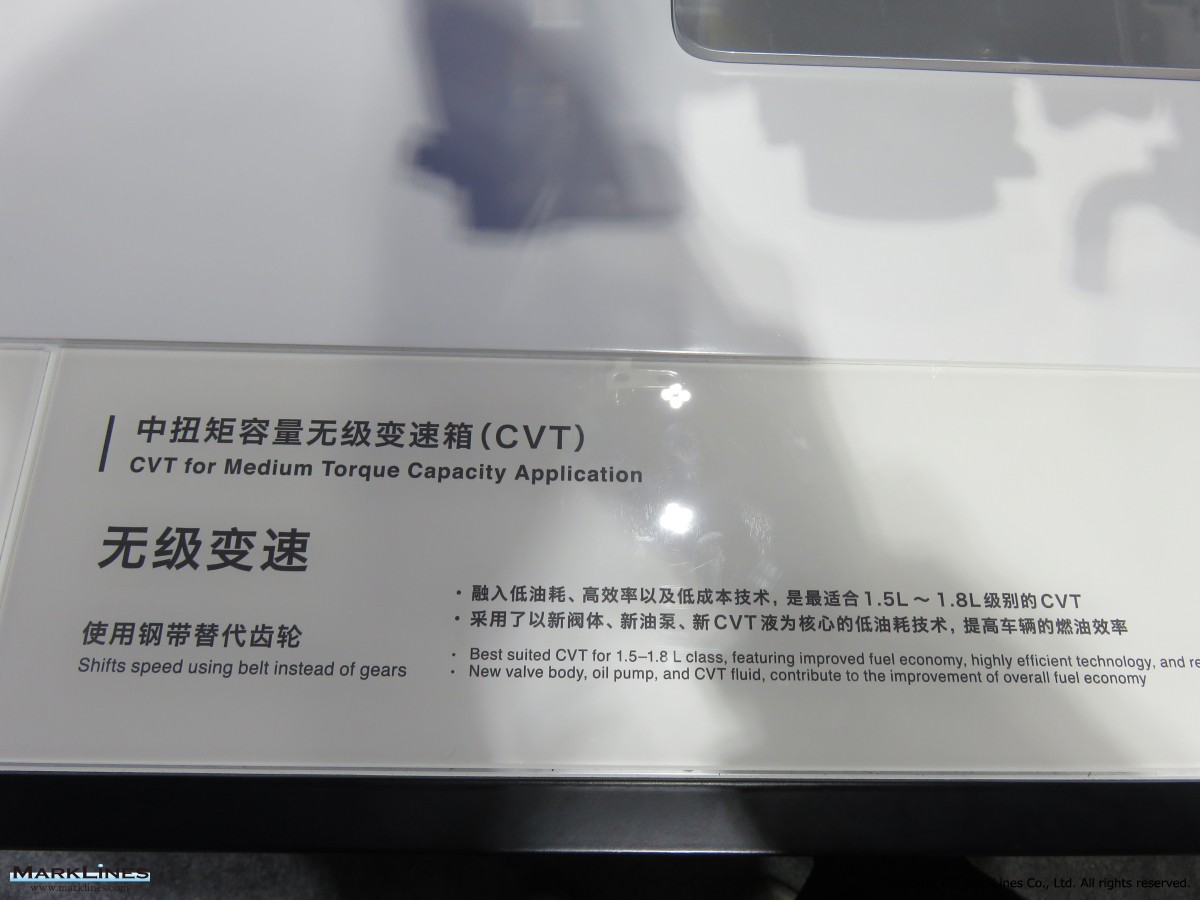 中扭矩容量无级变速箱(CVT)
CVT for Medium Torque Capacity Application
无级变速
使用钢带替代齿轮
Shifts speed using belt instead of gears
・融入低油耗、高效率以及低成本技术，是最适合1.5L～1.8L级别的CVT
・采用了以新阀体、新油泵、新CVT液为核心的低油耗技术，提高车辆的燃油效率
・Best suited CVT for 1.5–1.8 L class, featuring improved fuel economy, highly efficient technology, and
・New valve body, oil pump, and CVT fluid, contribute to the improvement of overall fuel economy
MARKLINES
www.marklines.com
Co., Ltd. All rights reserved.